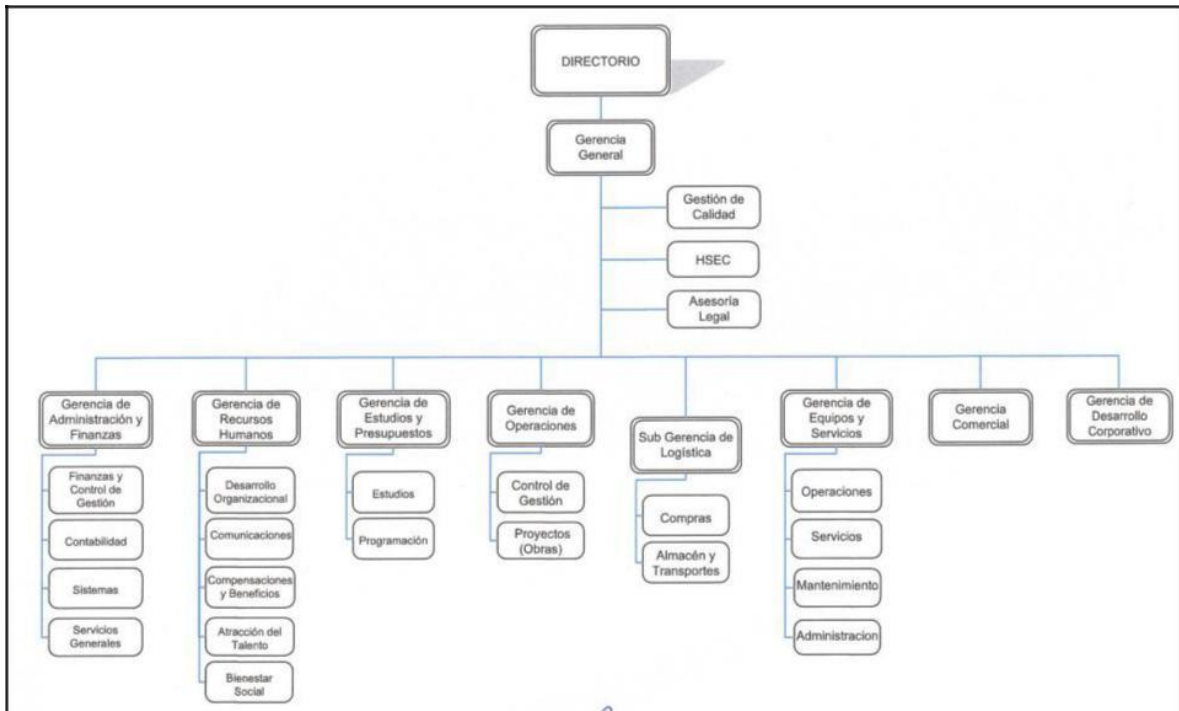 DIRECTORIO
Gerencia
General
Gestión de
Calidad
HSEC
Asesoría
Legal
Gerencia de
Administración y
Finanzas
Finanzas y
Control de
Gestión
Contabilidad
Sistemas
Servicios
Generales
Gerencia de
Recursos
Humanos
Desarrollo
Organizacional
Comunicaciones
Compensaciones
y Beneficios
Atracción del
Talento
Bienestar
Social
Gerencia de
Estudios y
Presupuestos
Estudios
Programación
Gerencia de
Operaciones
Control de
Gestión
Proyectos
(Obras)
Sub Gerencia de
Logística
Compras
Almacén y
Transportes
Gerencia de
Equipos y
Servicios
Operaciones
Servicios
Mantenimiento
Administracion
Gerencia
Comercial
Gerencia de
Desarrollo
Corporativo